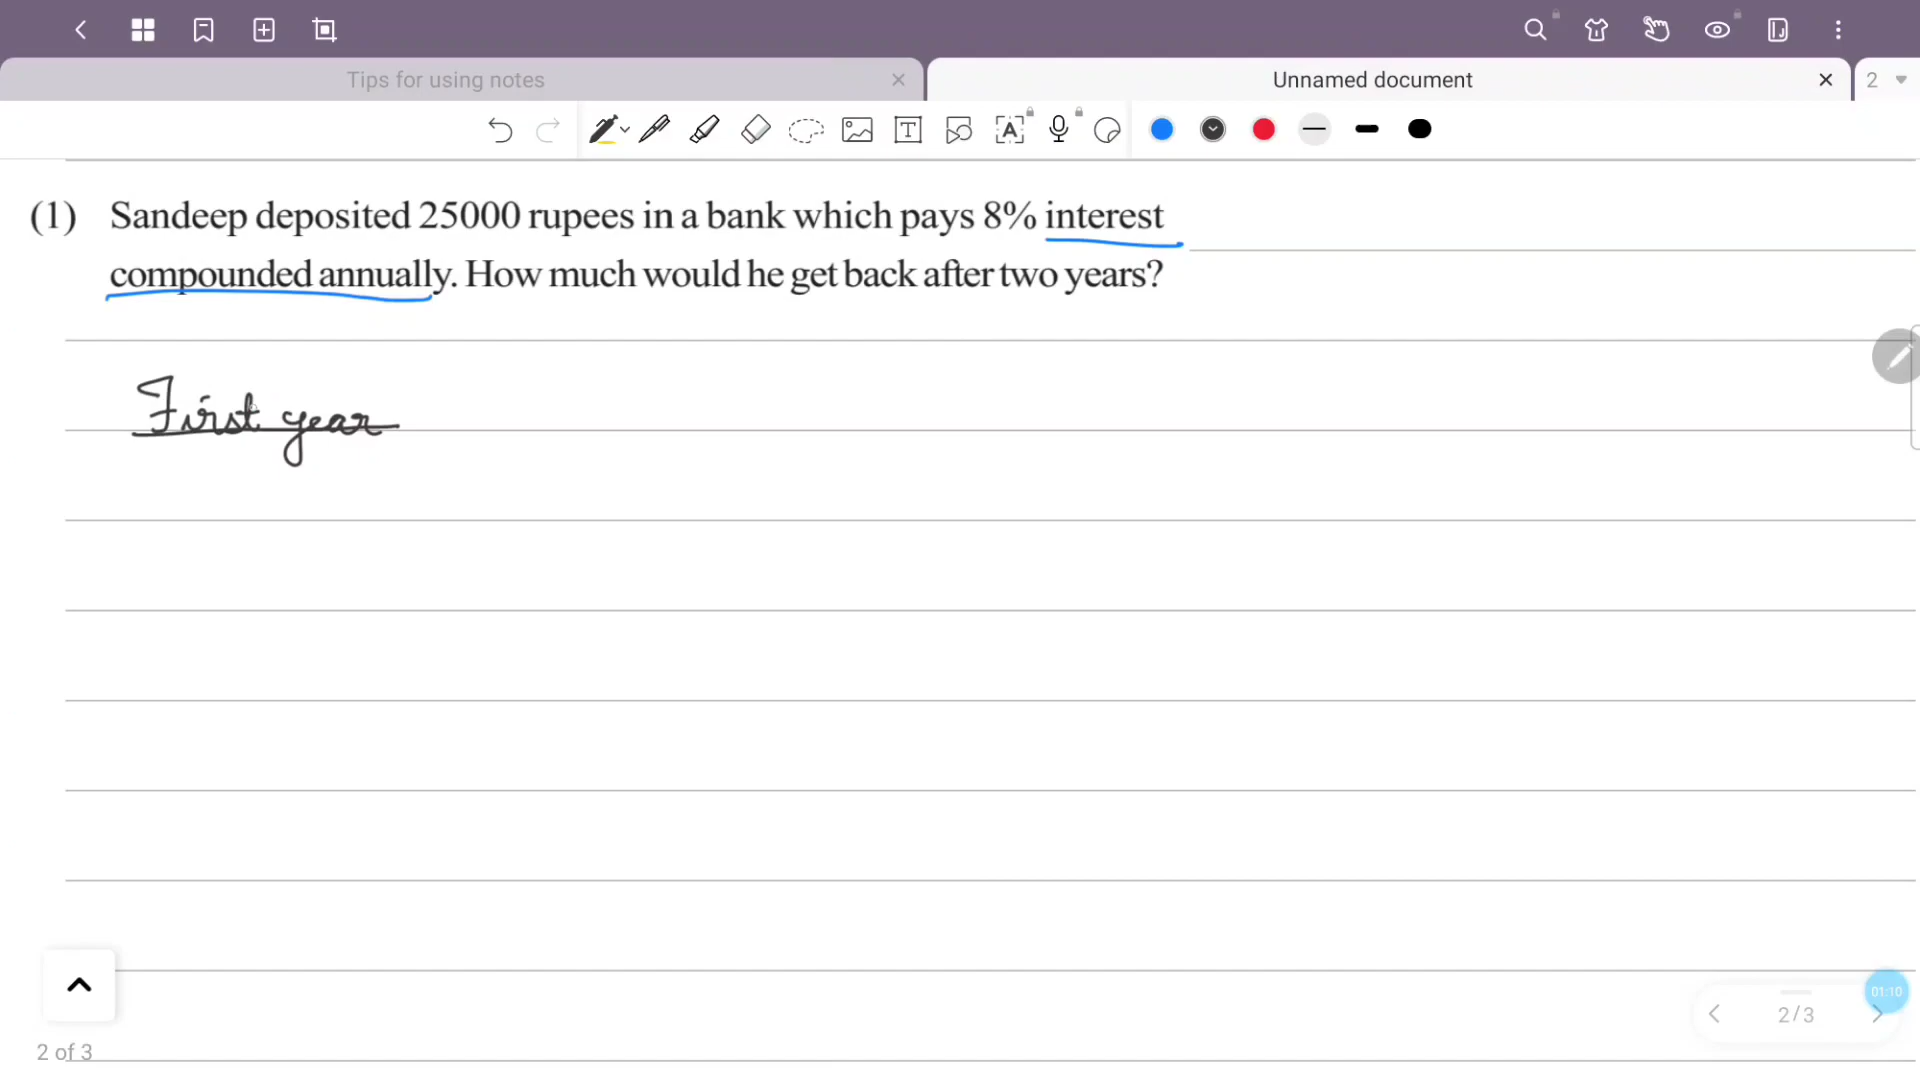 Tips for using notes
Unnamed document
2
(1) Sandeep deposited 25000 rupees in a bank which pays 8% interest
compounded annually. How much would he get back after two years?
First year
01:10
2/3
2 of 3